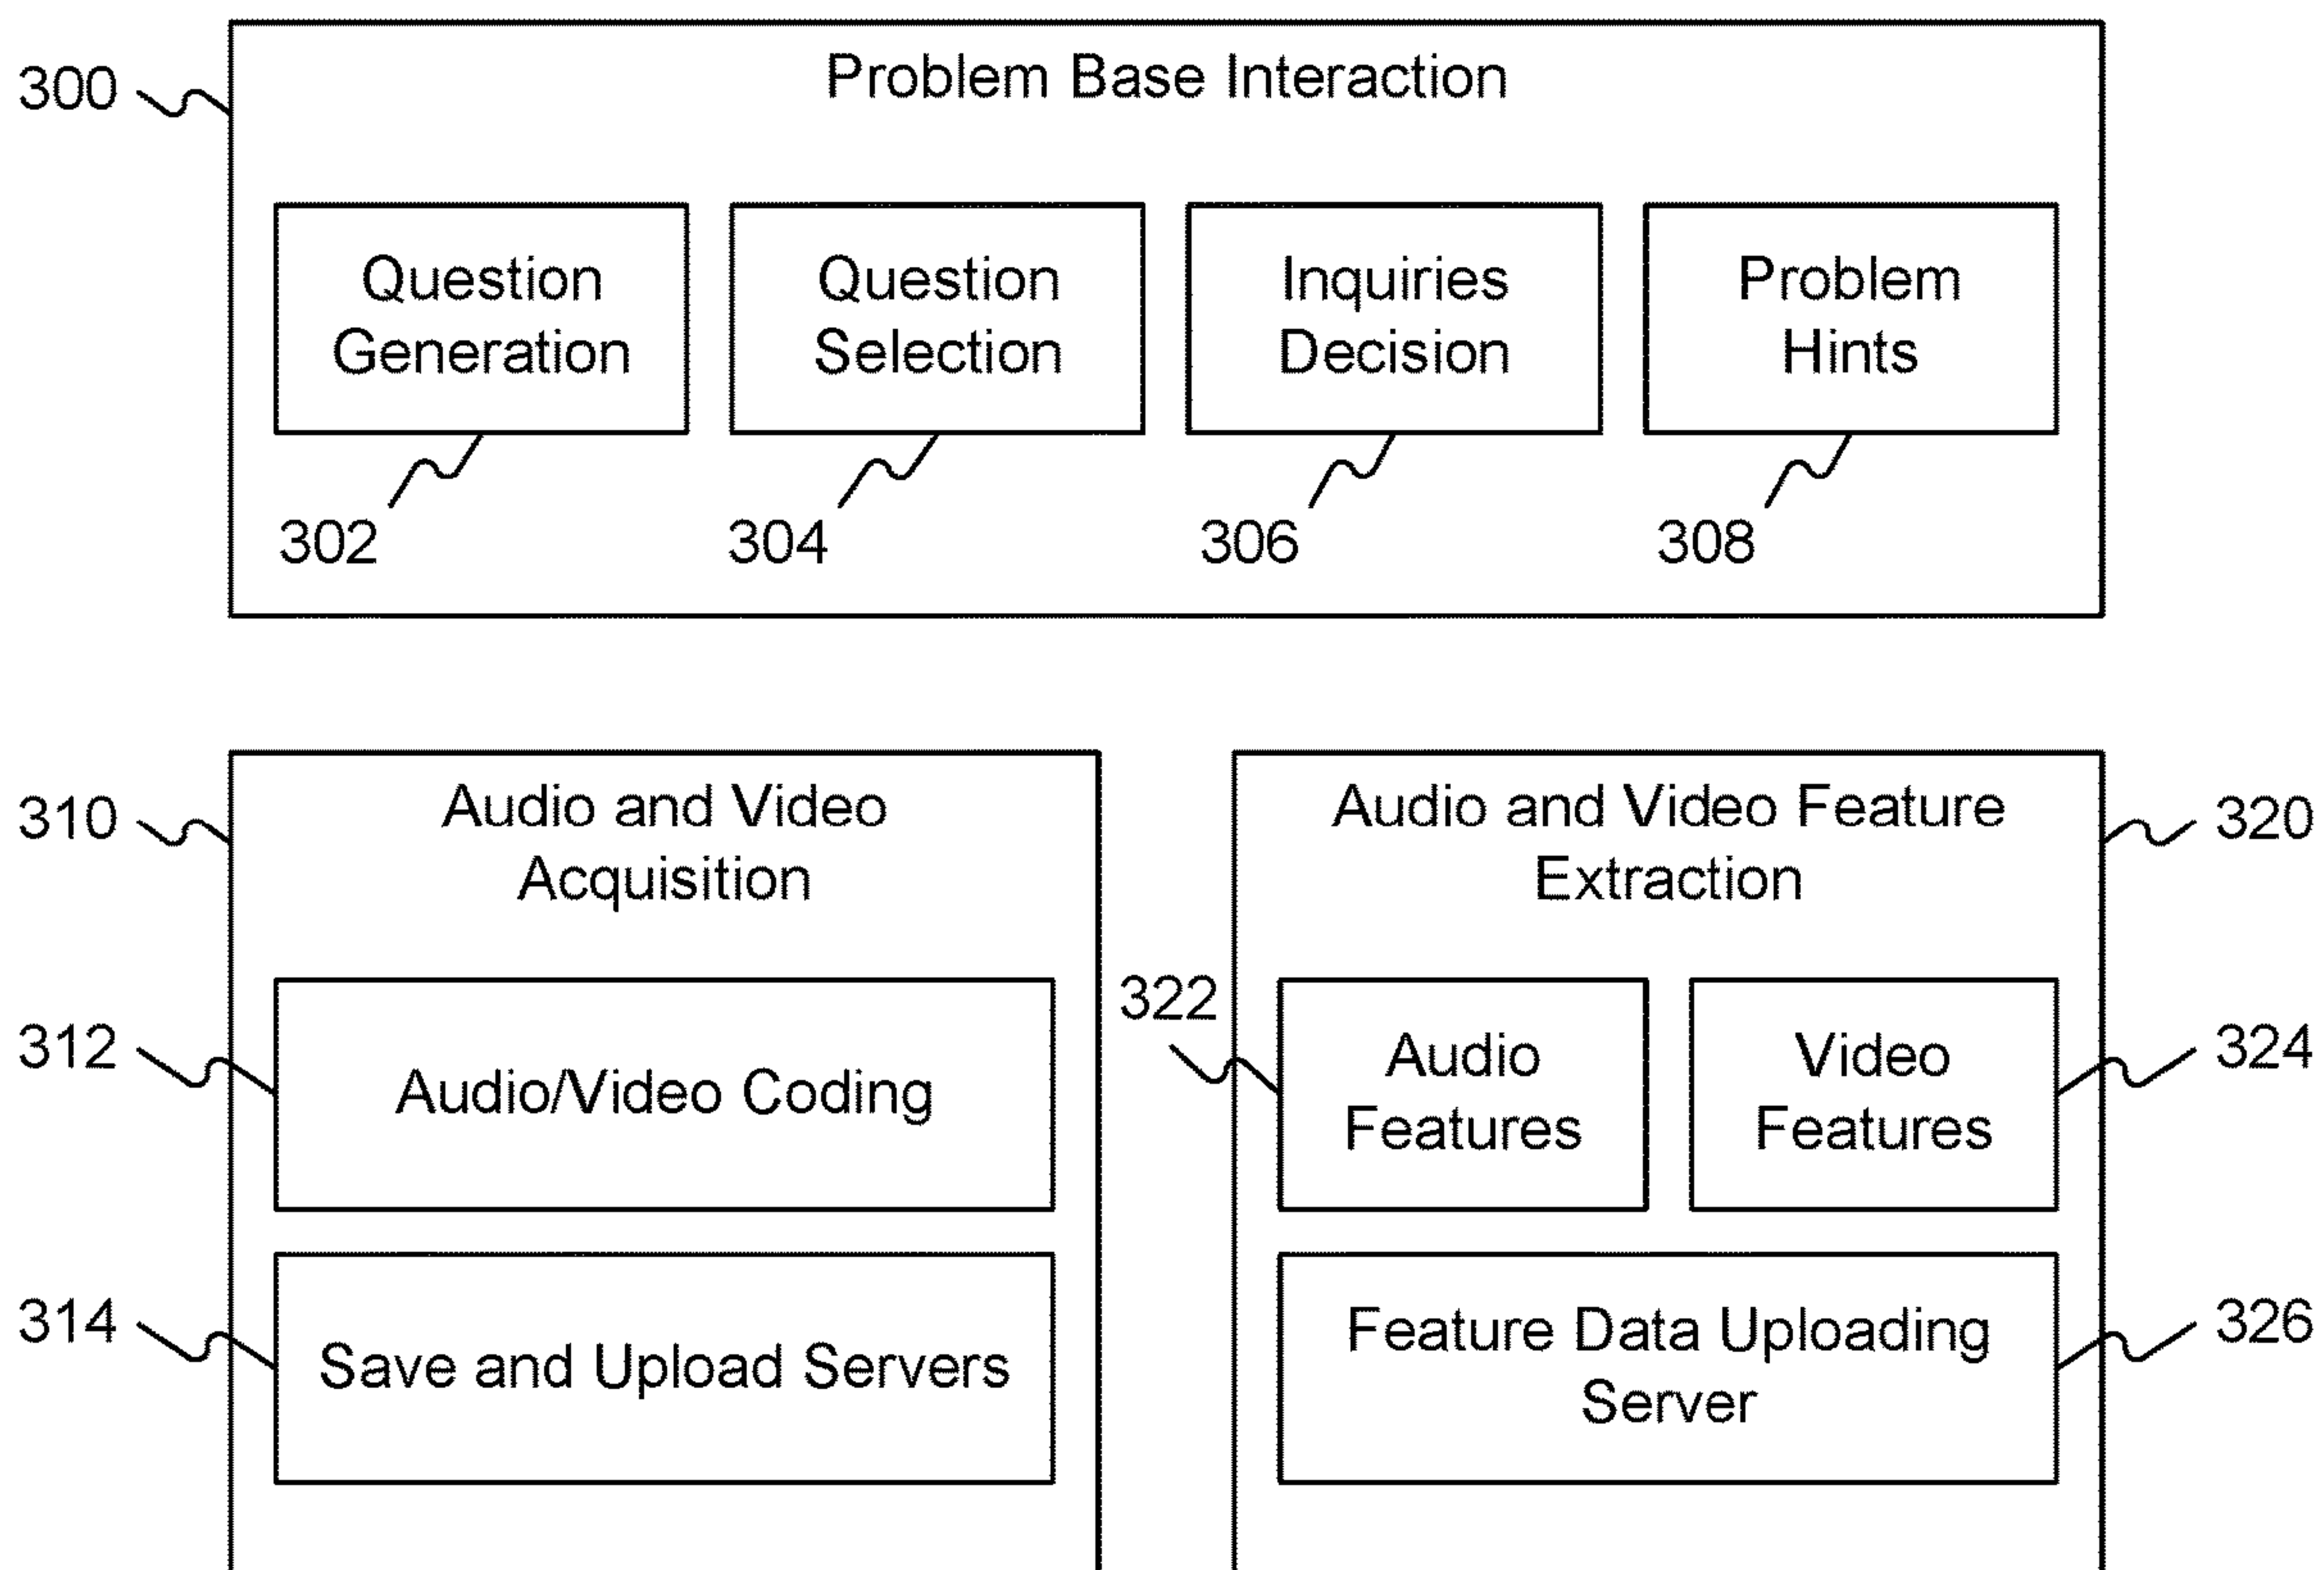 300
Problem Base Interaction
Question
Generation
Question
Selection
Inquiries
Decision
Problem
Hints
302
304
306
308
310
Audio and Video
Acquisition
312
Audio/Video Coding
314
Save and Upload Servers
Audio and Video Feature
Extraction
320
322
Audio
Features
Video
Features
324
Feature Data Uploading
Server
326